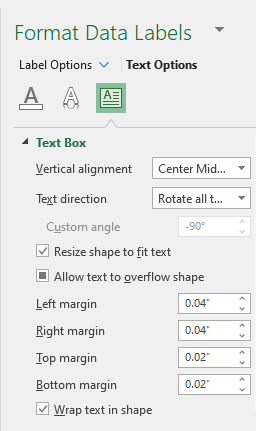 Format Data Labels
Label Options Text Options
A A A
Text Box
Vertical alignment Center Mid...
Text direction Rotate all t...
Custom angle -90°
Resize shape to fit text
Allow text to overflow shape
Left margin 0.04"
Right margin 0.04"
Top margin 0.02"
Bottom margin 0.02"
Wrap text in shape